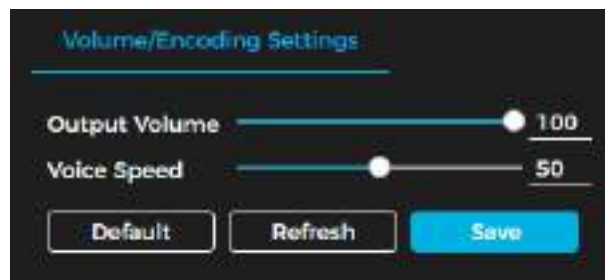 Volume/Encoding Settings
Output Volume 100
Voice Speed 50
Default Refresh Save